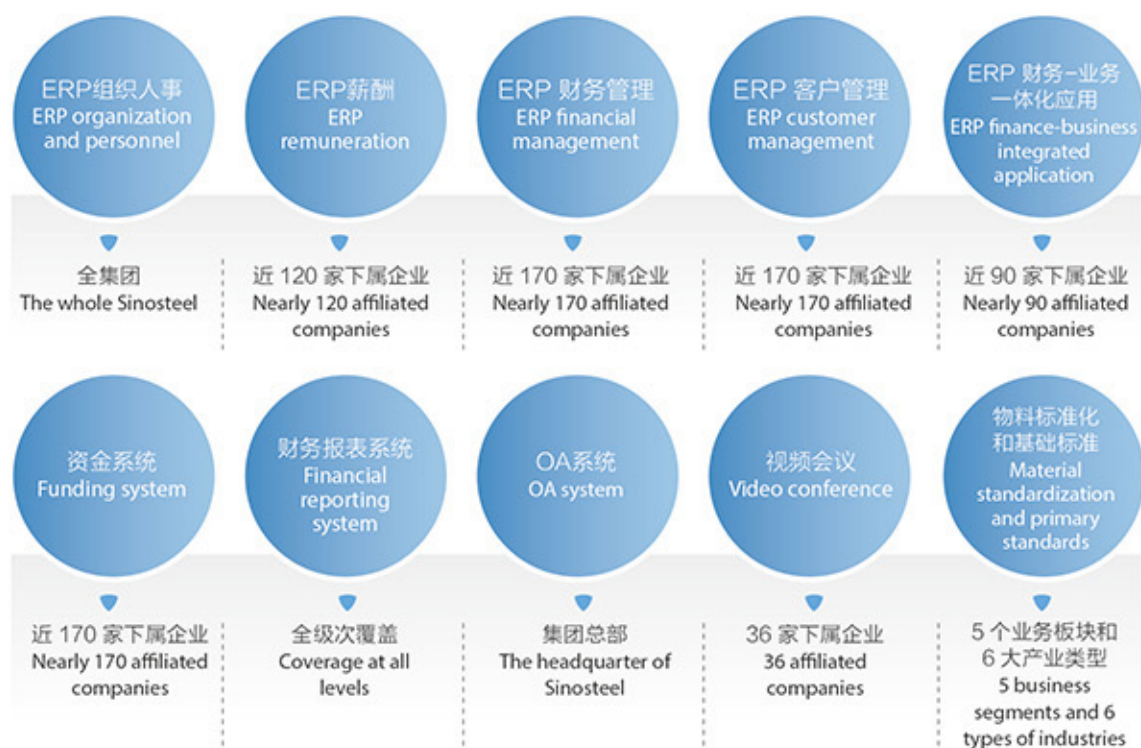 ERP组织人事
ERP organization
and personnel
ERP薪酬
ERP
remuneration
ERP 财务管理
ERP financial
management
ERP 客户管理
ERP customer
management
ERP 财务-业务
一体化应用
ERP finance-business
integrated
application
全集团
The whole Sinosteel
近 120 家下属企业
Nearly 120 affiliated
companies
近 170 家下属企业
Nearly 170 affiliated
companies
近 170 家下属企业
Nearly 170 affiliated
companies
近 90 家下属企业
Nearly 90 affiliated
companies
资金系统
Funding system
财务报表系统
Financial
reporting
system
OA系统
OA system
视频会议
Video conference
物料标准化
和基础标准
Material
standardization
and primary
standards
近 170 家下属企业
Nearly 170 affiliated
companies
全级次覆盖
Coverage at all
levels
集团总部
The headquarter of
Sinosteel
36 家下属企业
36 affiliated
companies
5 个业务板块和
6 大产业类型
5 business
segments and 6
types of industries